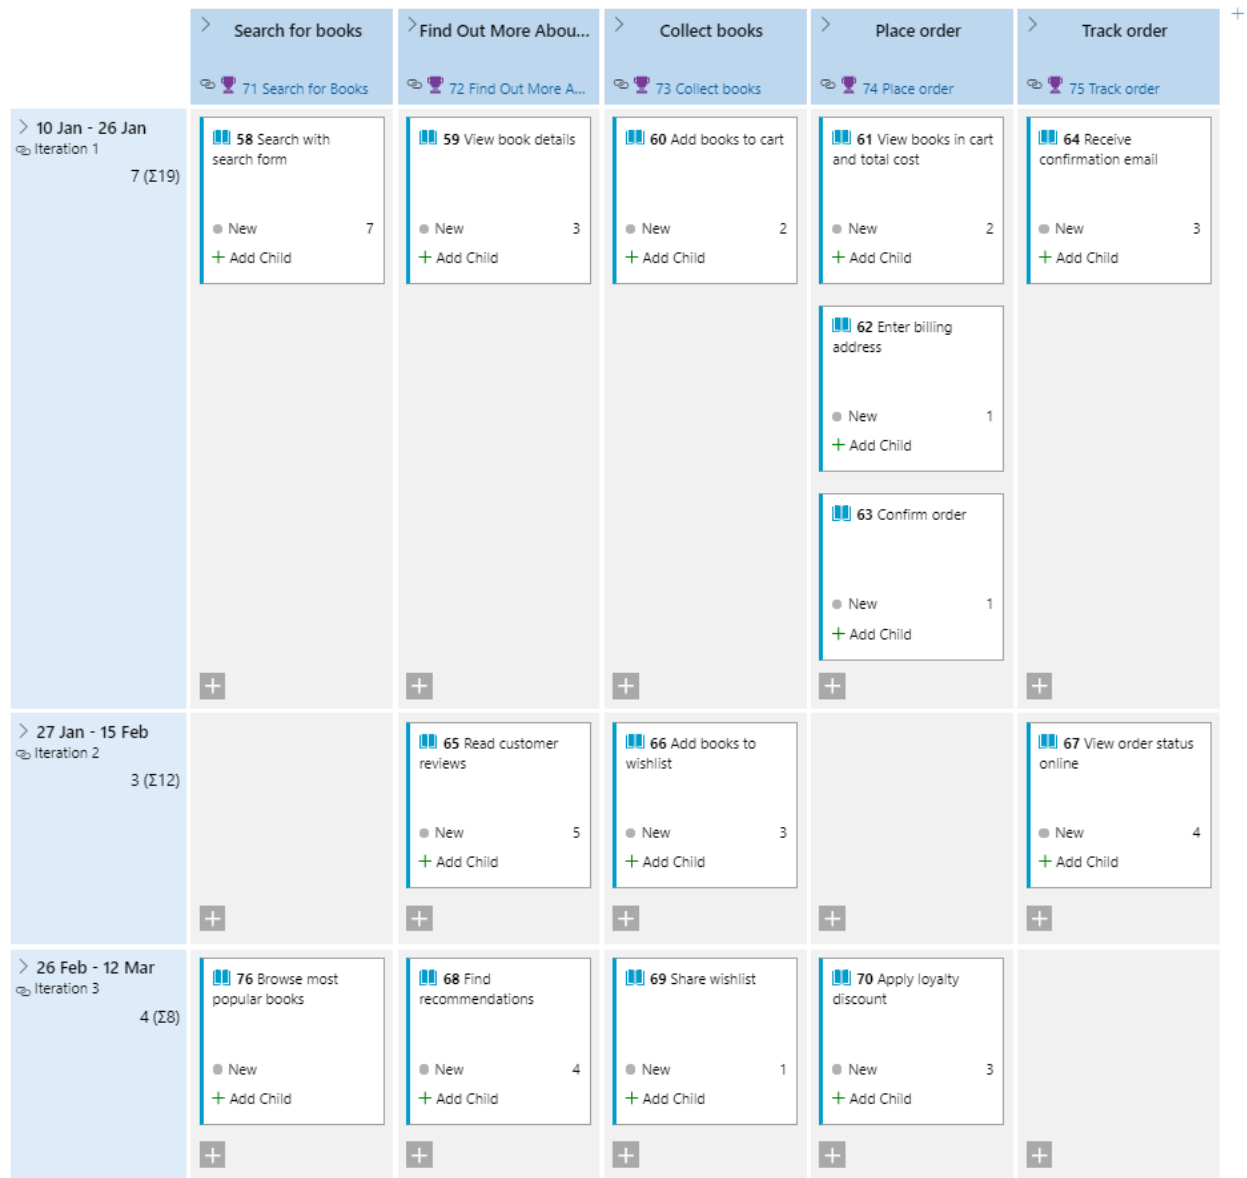 Search for books
71 Search for Books
Find Out More Abou...
72 Find Out More A...
Collect books
73 Collect books
Place order
74 Place order
Track order
75 Track order
10 Jan - 26 Jan
Iteration 1
7 (Σ19)
58 Search with
search form
New 7
+ Add Child
59 View book details
New 3
+ Add Child
60 Add books to cart
New 2
+ Add Child
61 View books in cart
and total cost
New 2
+ Add Child
62 Enter billing
address
New 1
+ Add Child
63 Confirm order
New 1
+ Add Child
64 Receive
confirmation email
New 3
+ Add Child
27 Jan - 15 Feb
Iteration 2
3 (Σ12)
65 Read customer
reviews
New 5
+ Add Child
66 Add books to
wishlist
New 3
+ Add Child
67 View order status
online
New 4
+ Add Child
26 Feb - 12 Mar
Iteration 3
4 (Σ8)
76 Browse most
popular books
New
+ Add Child
68 Find
recommendations
New 4
+ Add Child
69 Share wishlist
New 1
+ Add Child
70 Apply loyalty
discount
New 3
+ Add Child